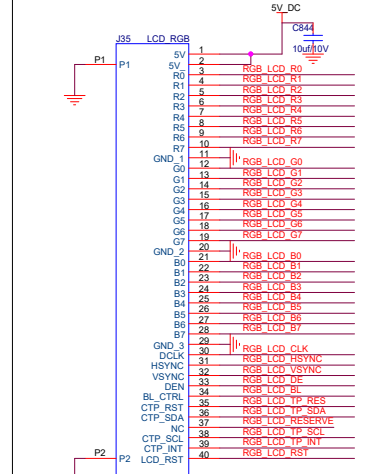 5V_DC
C844
10uf/10V
J35 LCD_RGB
P1 P1
5V 1
5V_ 2
R0 3 RGB_LCD_R0
R1 4 RGB_LCD_R1
R2 5 RGB_LCD_R2
R3 6 RGB_LCD_R3
R4 7 RGB_LCD_R4
R5 8 RGB_LCD_R5
R6 9 RGB_LCD_R6
R7 10 RGB_LCD_R7
GND_1 11
G0 12 RGB_LCD_G0
G1 13 RGB_LCD_G1
G2 14 RGB_LCD_G2
G3 15 RGB_LCD_G3
G4 16 RGB_LCD_G4
G5 17 RGB_LCD_G5
G6 18 RGB_LCD_G6
G7 19 RGB_LCD_G7
GND_2 20
B0 21 RGB_LCD_B0
B1 22 RGB_LCD_B1
B2 23 RGB_LCD_B2
B3 24 RGB_LCD_B3
B4 25 RGB_LCD_B4
B5 26 RGB_LCD_B5
B6 27 RGB_LCD_B6
B7 28 RGB_LCD_B7
GND_3 29
DCLK 30 RGB_LCD_CLK
HSYNC 31 RGB_LCD_HSYNC
VSYNC 32 RGB_LCD_VSYNC
DEN 33 RGB_LCD_DE
BL_CTRL 34 RGB_LCD_BL
CTP_RST 35 RGB_LCD_TP_RES
CTP_SDA 36 RGB_LCD_TP_SDA
NC 37 RGB_LCD_RESERVE
CTP_SCL 38 RGB_LCD_TP_SCL
CTP_INT 39 RGB_LCD_TP_INT
LCD_RST 40 RGB_LCD_RST
P2 P2